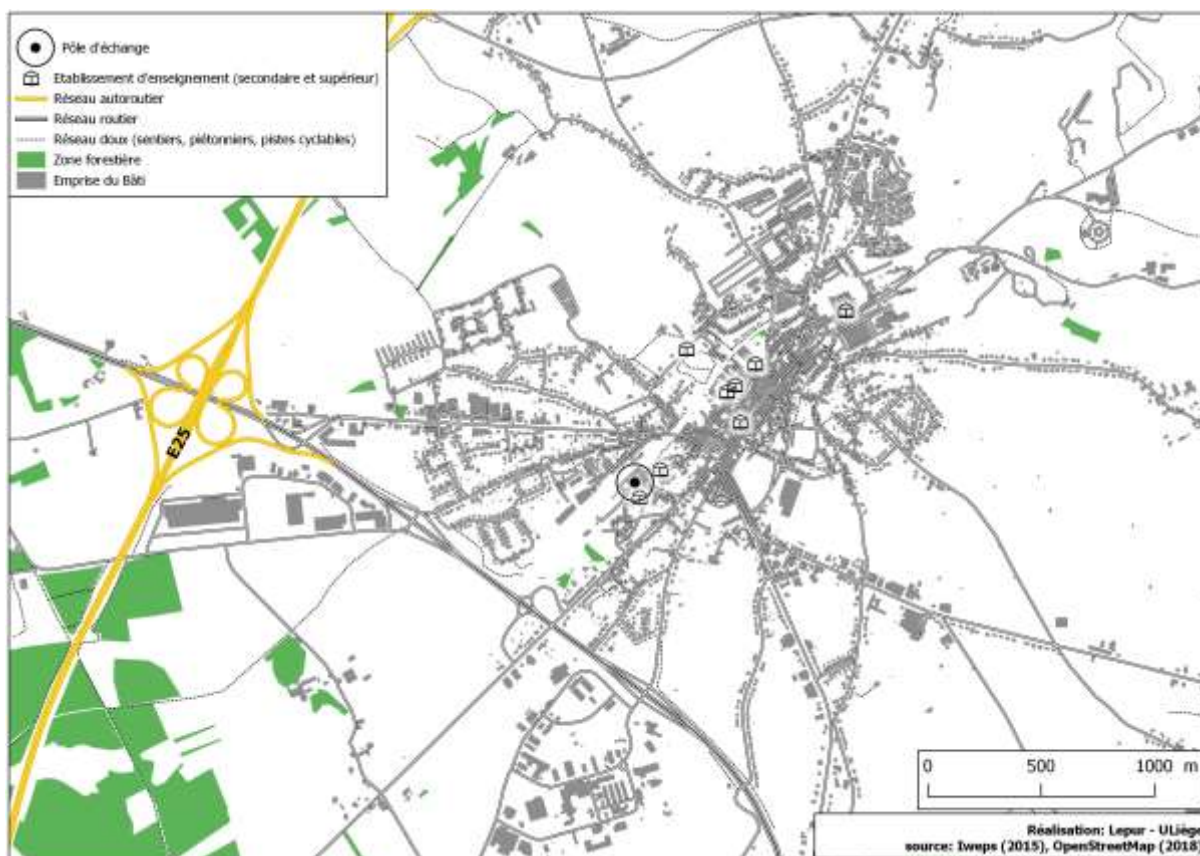 Pôle d'échange
Etablissement d'enseignement (secondaire et supérieur)
Réseau autoroutier
Réseau routier
Réseau doux (sentiers, piétonniers, pistes cyclables)
Zone forestière
Emprise du Bâti
E25
0 500 1000 m
Réalisation: Lepur - ULiège
source: Iweps (2015), OpenStreetMap (2018)